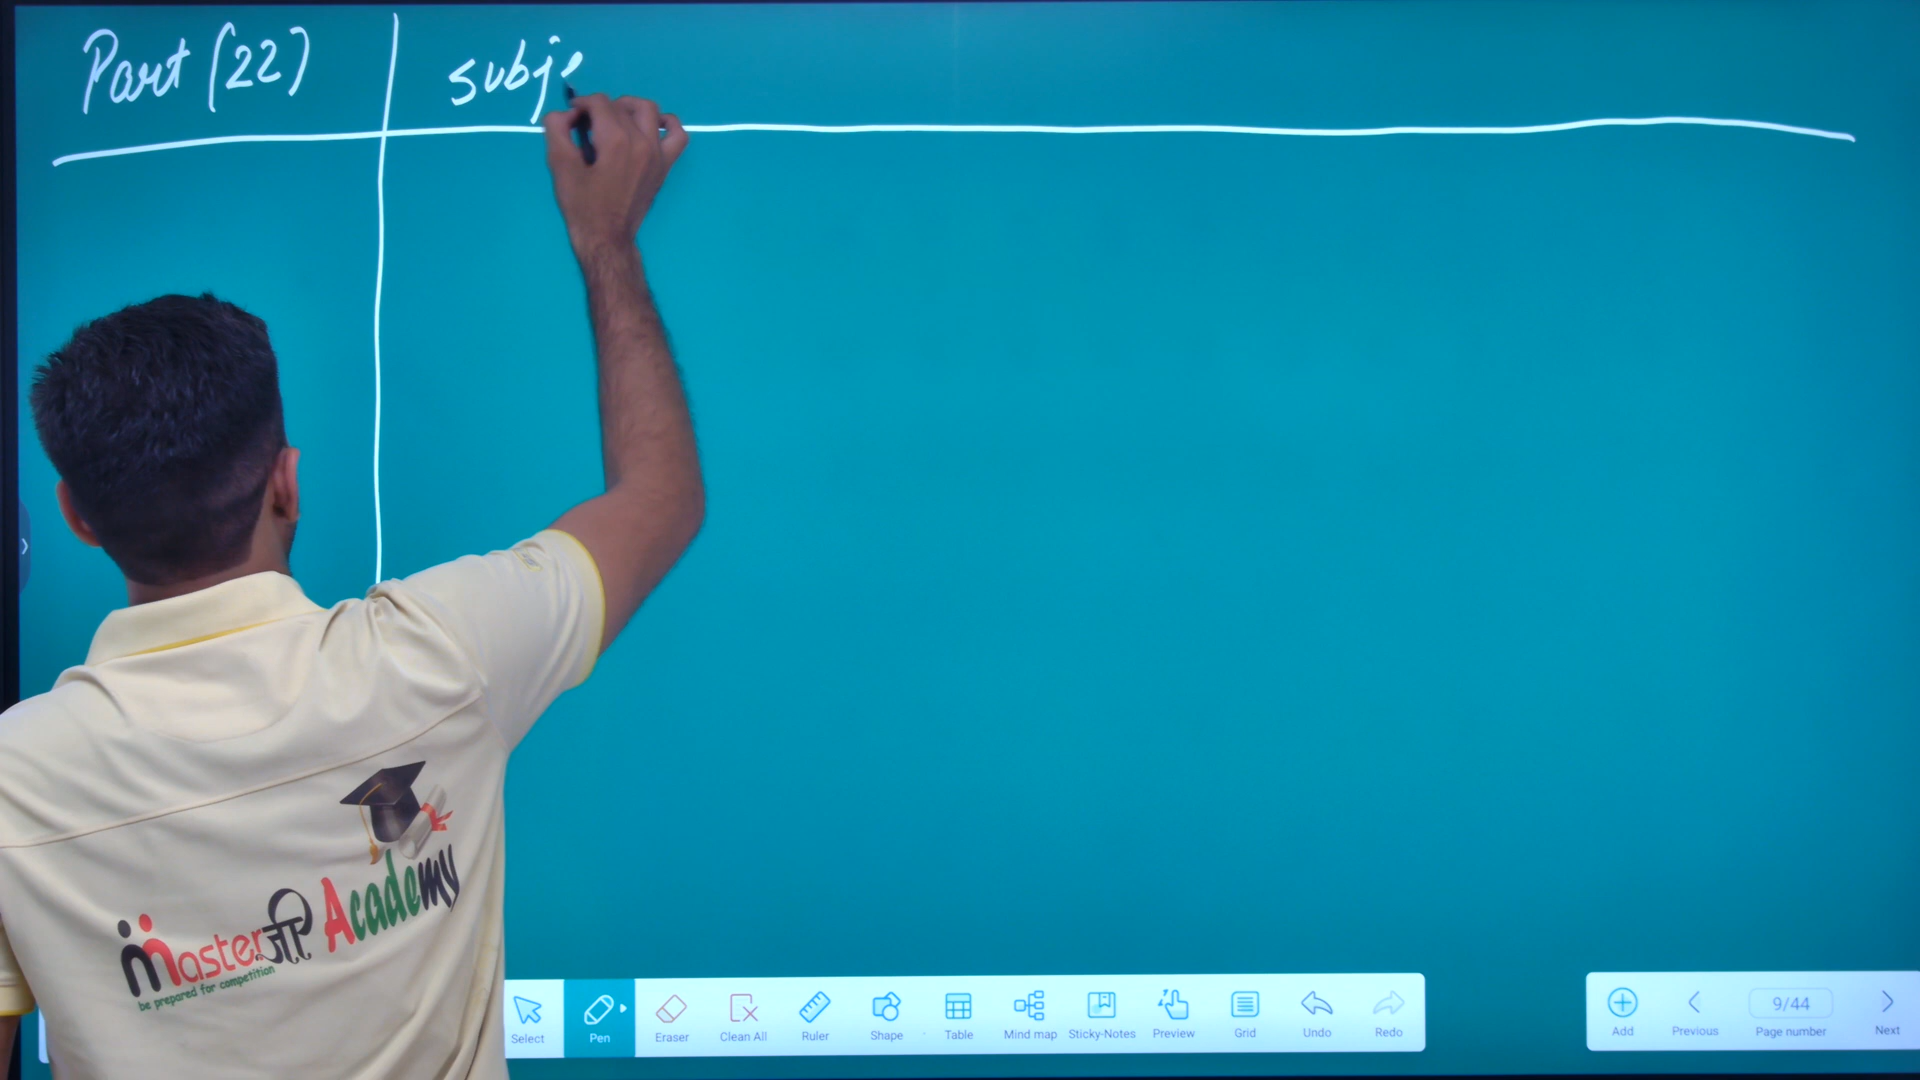 Part (22) subje
Masterजी Academy
be prepared for competition
Select Pen Eraser Clean All Ruler Shape Table Mind map Sticky-Notes Preview Grid Undo Redo
Add Previous 9/44 Page number Next